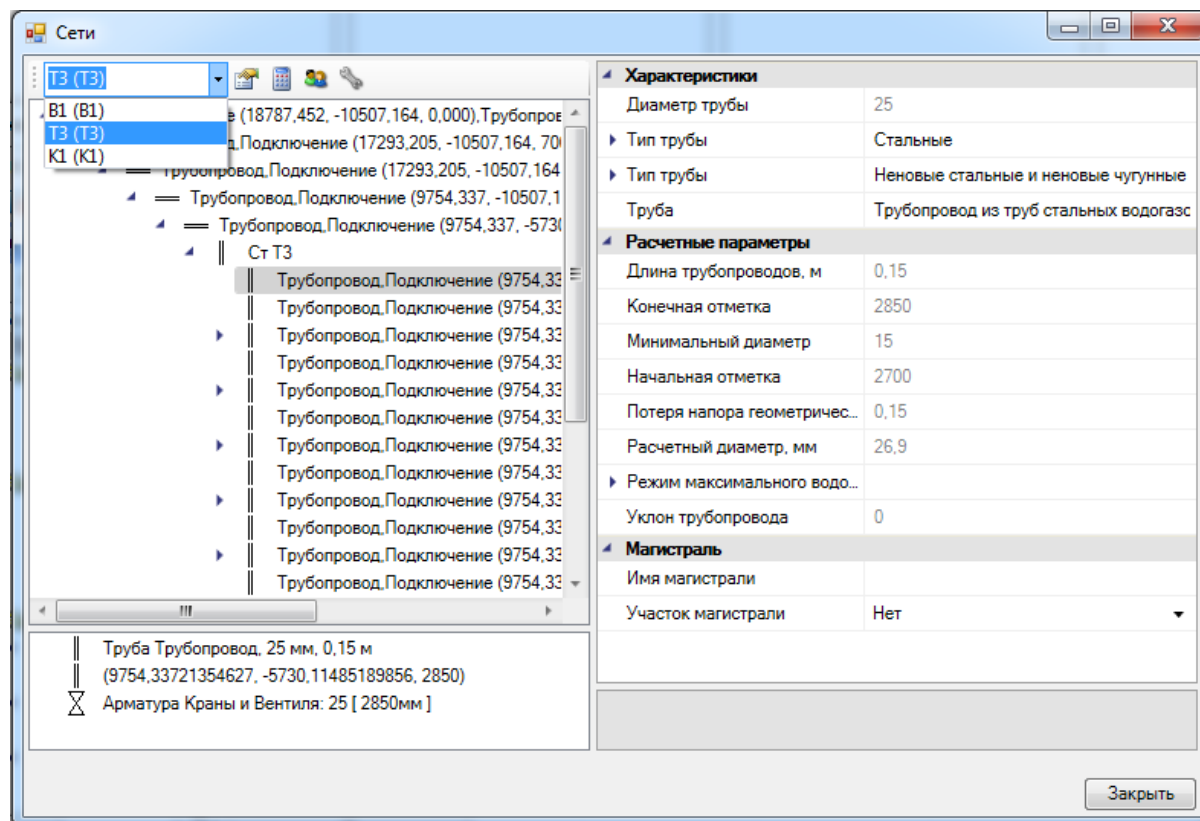 Сети
Т3 (Т3)
В1 (В1)
Т3 (Т3)
К1 (К1)
(18787,452, -10507,164, 0,000),Трубопров
Подключение (17293,205, -10507,164, 70
Трубопровод,Подключение (17293,205, -10507,164
Трубопровод,Подключение (9754,337, -10507,1
Трубопровод,Подключение (9754,337, -573
Ст Т3
Трубопровод,Подключение (9754,33
Трубопровод,Подключение (9754,33
Трубопровод,Подключение (9754,33
Трубопровод,Подключение (9754,33
Трубопровод,Подключение (9754,33
Трубопровод,Подключение (9754,33
Трубопровод,Подключение (9754,33
Трубопровод,Подключение (9754,33
Трубопровод,Подключение (9754,33
Трубопровод,Подключение (9754,33
Трубопровод,Подключение (9754,33
Трубопровод,Подключение (9754,33
Труба Трубопровод, 25 мм, 0,15 м
(9754,33721354627, -5730,11485189856, 2850)
Арматура Краны и Вентиля: 25 [ 2850мм ]
Характеристики
Диаметр трубы 25
Тип трубы Стальные
Тип трубы Неновые стальные и неновые чугунные
Труба Трубопровод из труб стальных водогазс
Расчетные параметры
Длина трубопроводов, м 0,15
Конечная отметка 2850
Минимальный диаметр 15
Начальная отметка 2700
Потеря напора геометричес... 0,15
Расчетный диаметр, мм 26,9
Режим максимального водо...
Уклон трубопровода 0
Магистраль
Имя магистрали
Участок магистрали Нет
Закрыть